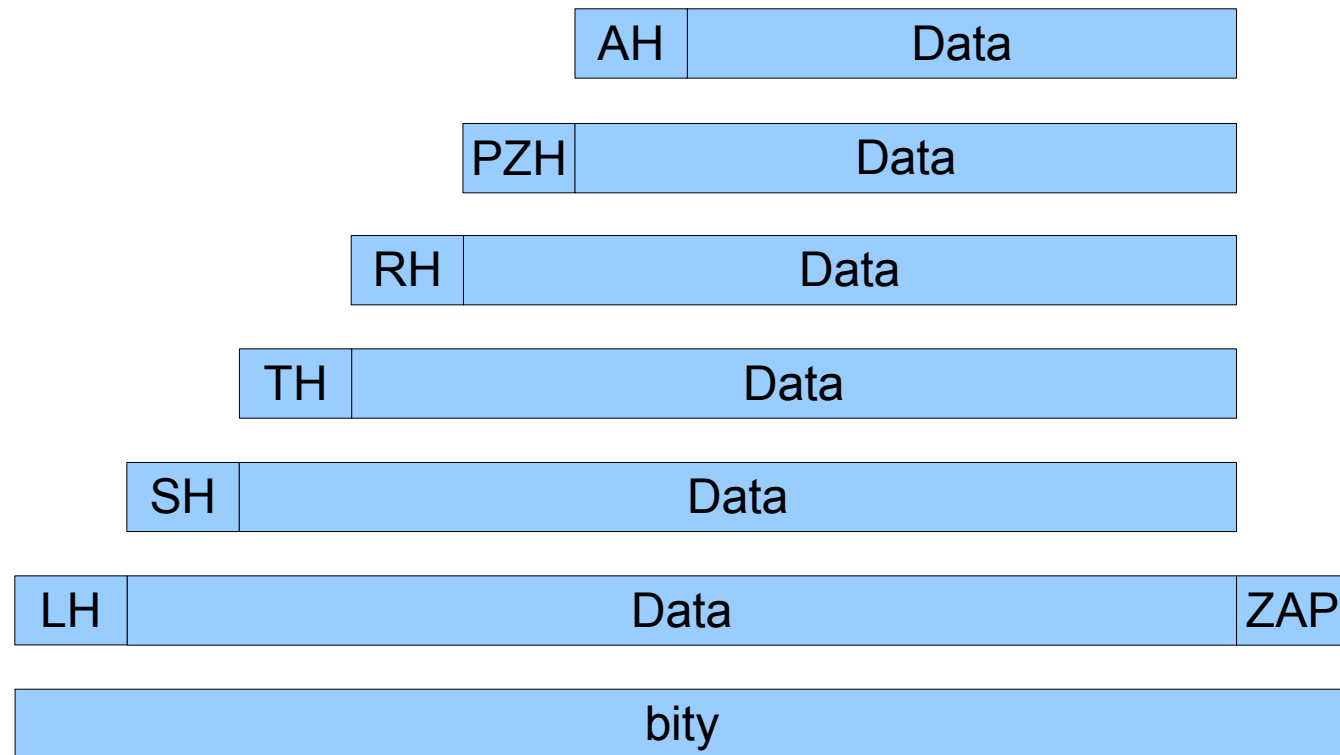 AH Data
PZH Data
RH Data
TH Data
SH Data
LH Data ZAP
bity